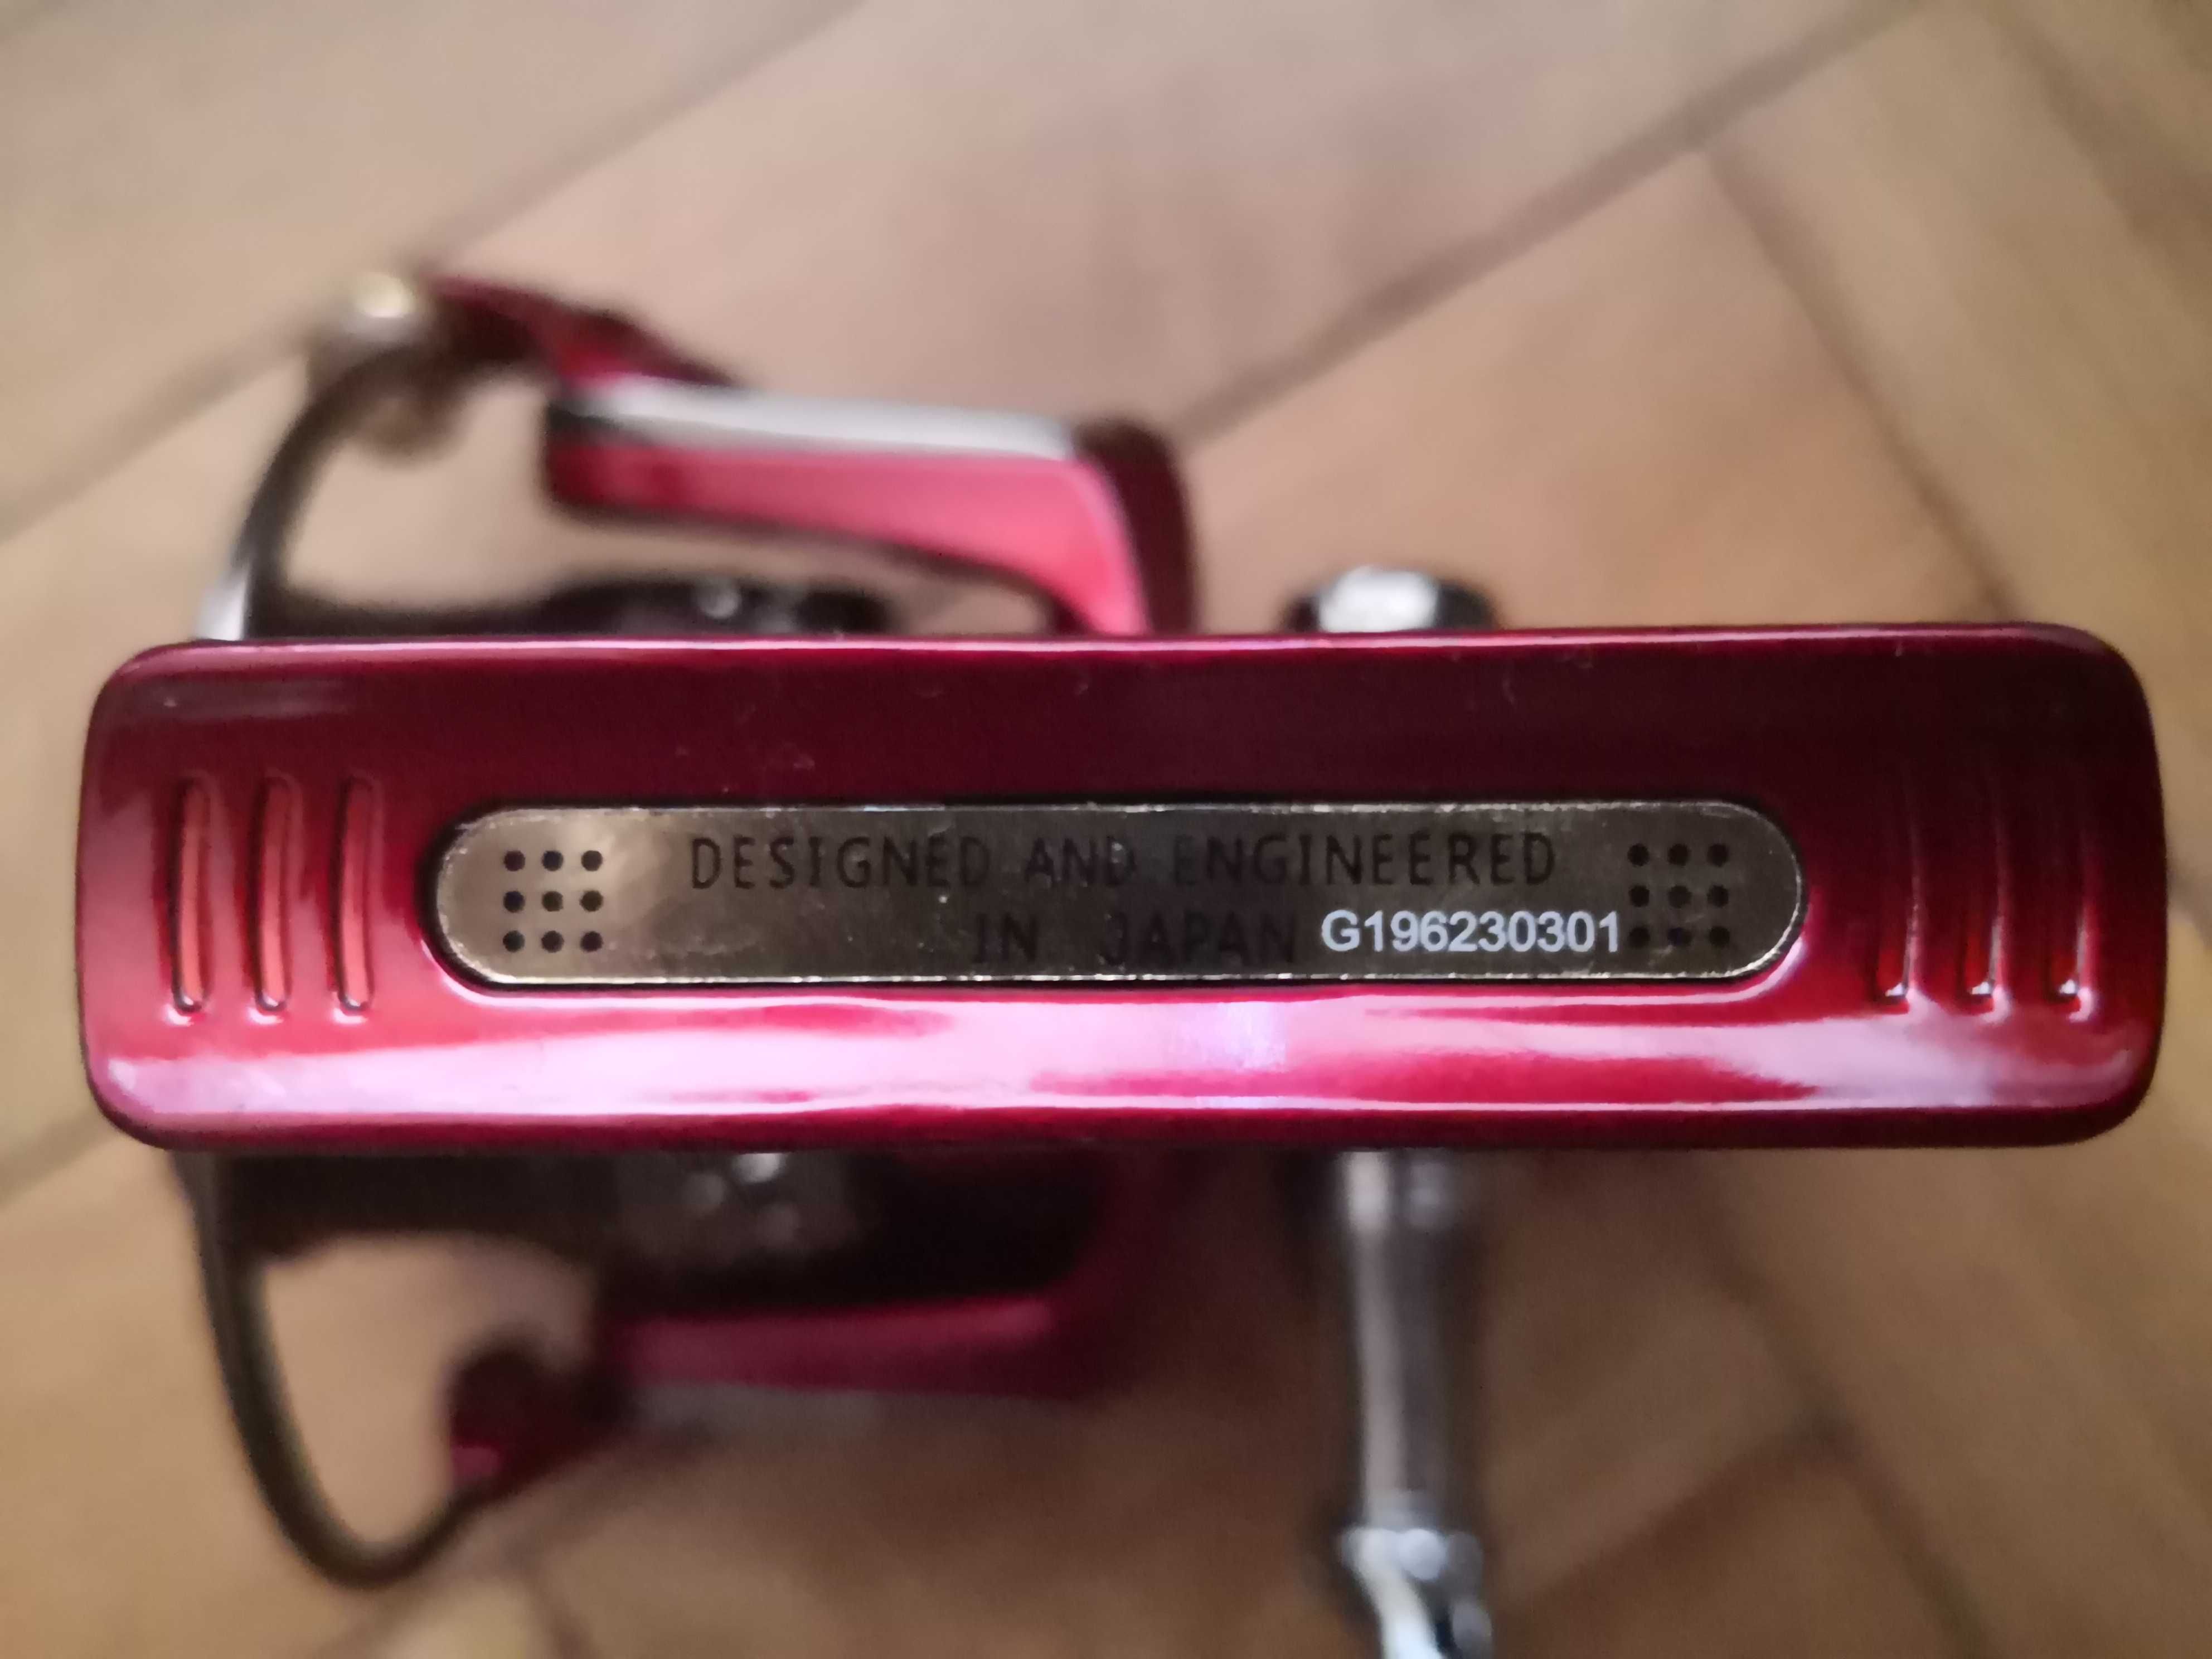 DESIGNED AND ENGINEERED
IN JAPAN G196230301